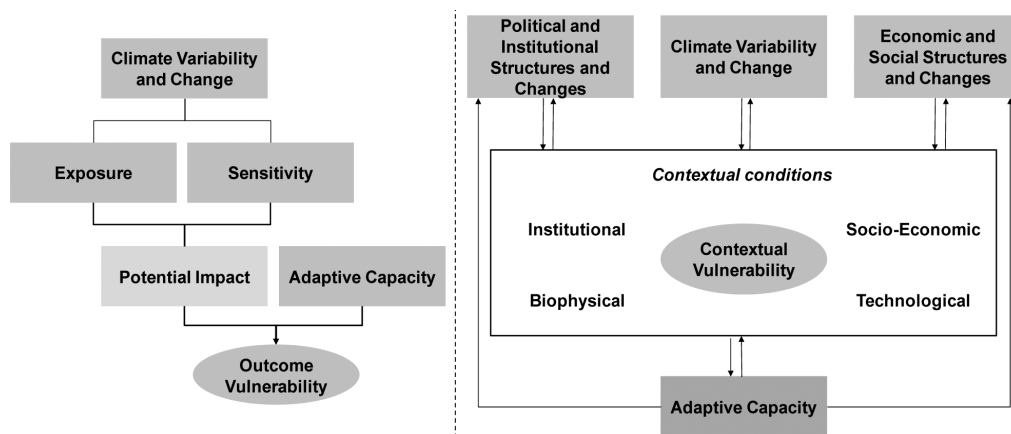 Climate Variability
and Change
Exposure
Sensitivity
Potential Impact
Adaptive Capacity
Outcome
Vulnerability
Political and
Institutional
Structures and
Changes
Climate Variability
and Change
Economic and
Social Structures
and Changes
Contextual conditions
Institutional
Socio-Economic
Contextual
Vulnerability
Biophysical
Technological
Adaptive Capacity